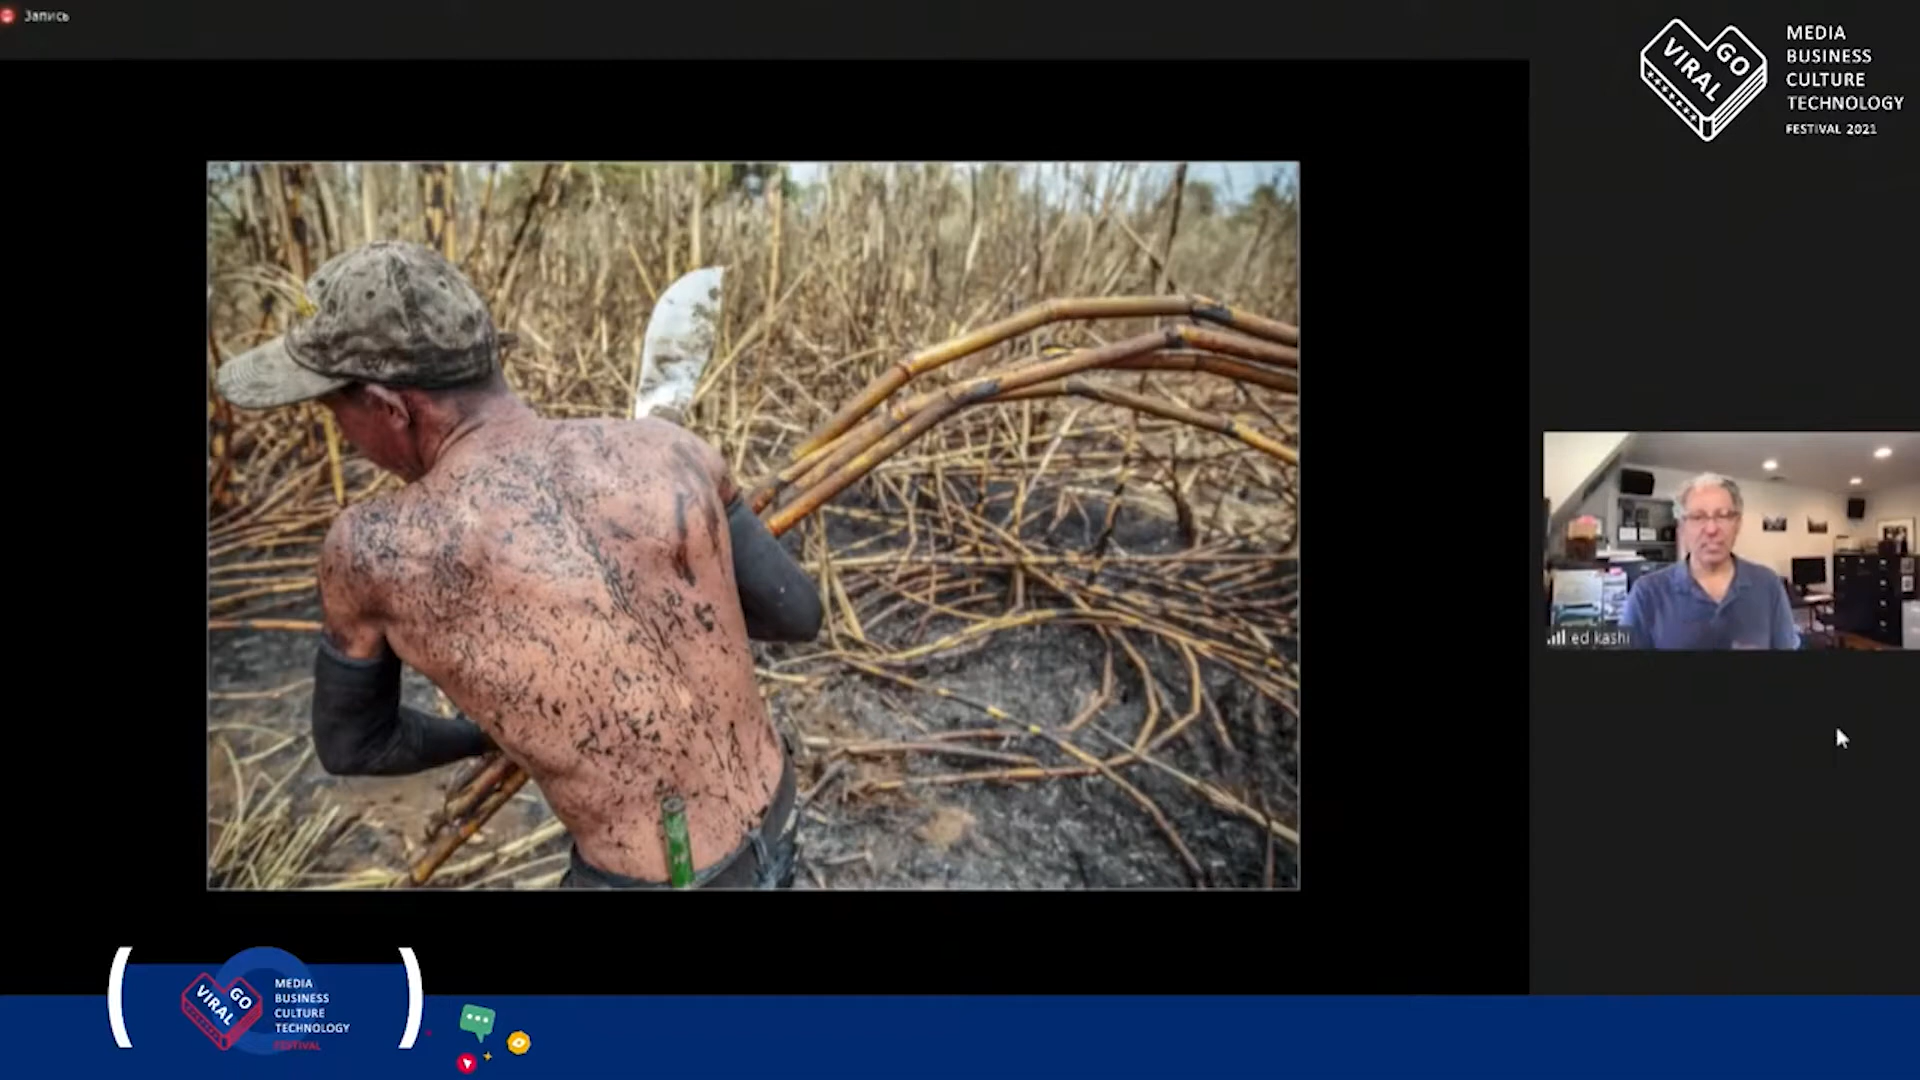 Запись
VIRAL GO
MEDIA
BUSINESS
CULTURE
TECHNOLOGY
FESTIVAL 2021
ed kashi
VIRAL GO
MEDIA
BUSINESS
CULTURE
TECHNOLOGY
FESTIVAL